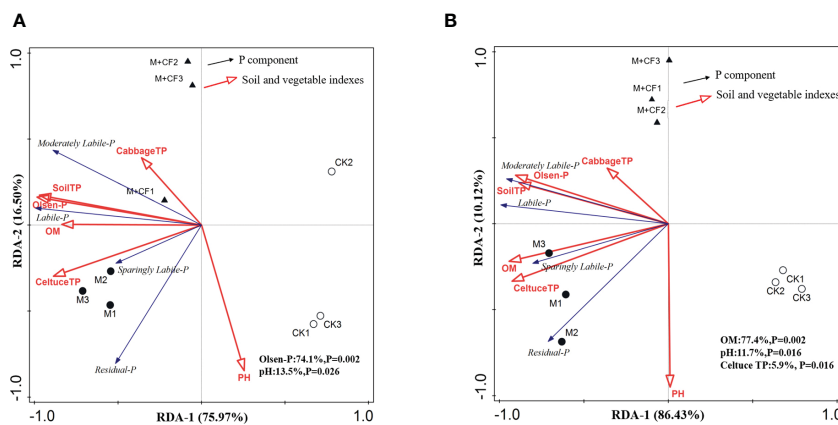 A
1.0
M+CF2
M+CF3
P component
Soil and vegetable indexes
Moderately Labile-P
CabbageTP
CK2
SoilTP
Olsen-P
M+CF1
Labile-P
OM
RDA-2 (16.50%)
Sparingly Labile-P
CeltuceTP
M2
M3
M1
CK1
CK3
Residual-P
Olsen-P:74.1%,P=0.002
pH:13.5%,P=0.026
PH
-1.0
-1.0
RDA-1 (75.97%)
1.0
B
1.0
M+CF3
M+CF1
M+CF2
P component
Soil and vegetable indexes
Moderately Labile-P
CabbageTP
Olsen-P
SoilTP
Labile-P
RDA-2 (10.12%)
M3
OM
Sparingly Labile-P
CeltuceTP
CK1
CK2
CK3
M1
M2
Residual-P
OM:77.4%,P=0.002
pH:11.7%,P=0.016
Celtuce TP:5.9%, P=0.016
PH
-1.0
-1.0
RDA-1 (86.43%)
1.0